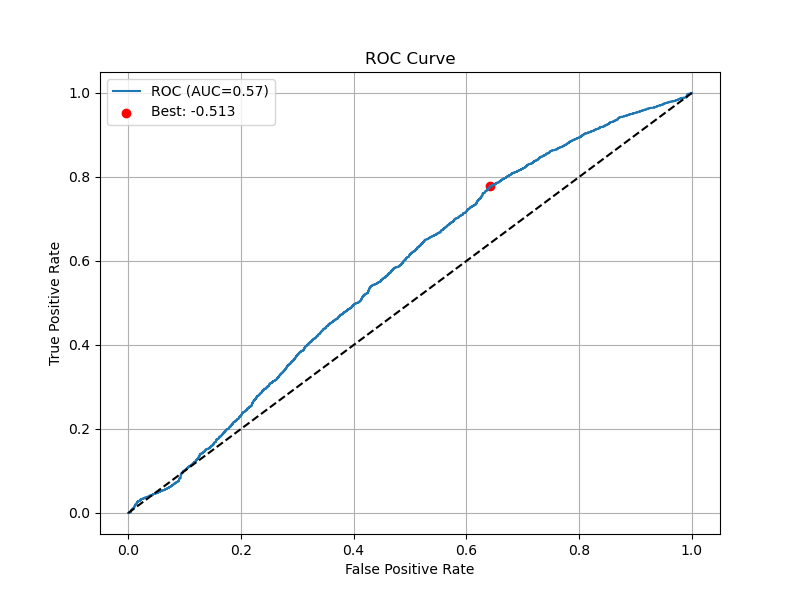 ROC Curve
ROC (AUC=0.57)
Best: -0.513
True Positive Rate
1.0
0.8
0.6
0.4
0.2
0.0
0.0 0.2 0.4 0.6 0.8 1.0
False Positive Rate